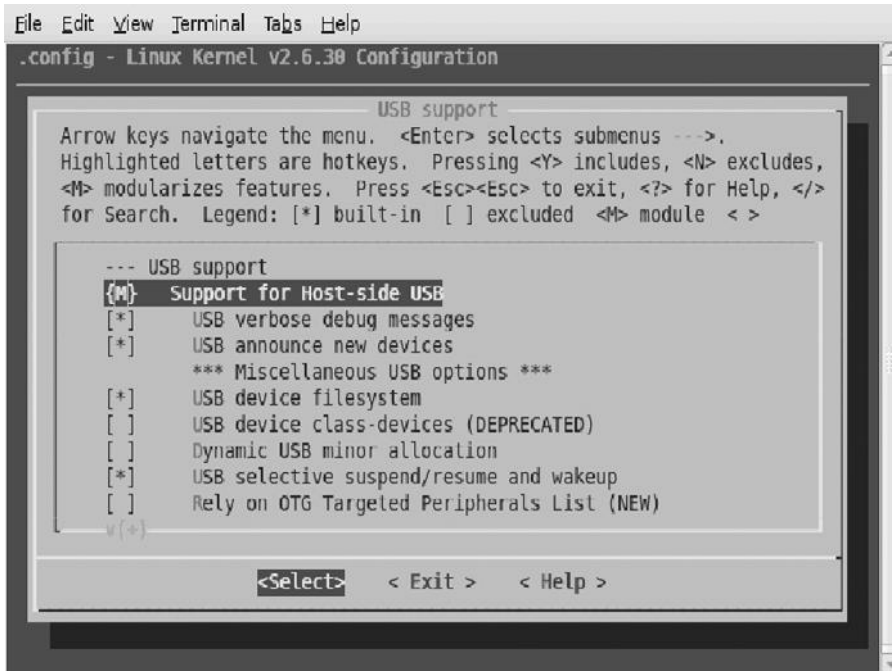 File Edit View Terminal Tabs Help
.config - Linux Kernel v2.6.30 Configuration
USB support
Arrow keys navigate the menu. <Enter> selects submenus --->.
Highlighted letters are hotkeys. Pressing <Y> includes, <N> excludes,
<M> modularizes features. Press <Esc><Esc> to exit, <?> for Help, </>
for Search. Legend: [*] built-in [ ] excluded <M> module < >
--- USB support
{M} Support for Host-side USB
[*] USB verbose debug messages
[*] USB announce new devices
*** Miscellaneous USB options ***
[*] USB device filesystem
[ ] USB device class-devices (DEPRECATED)
[ ] Dynamic USB minor allocation
[*] USB selective suspend/resume and wakeup
[ ] Rely on OTG Targeted Peripherals List (NEW)
v(+)
<Select> < Exit > < Help >